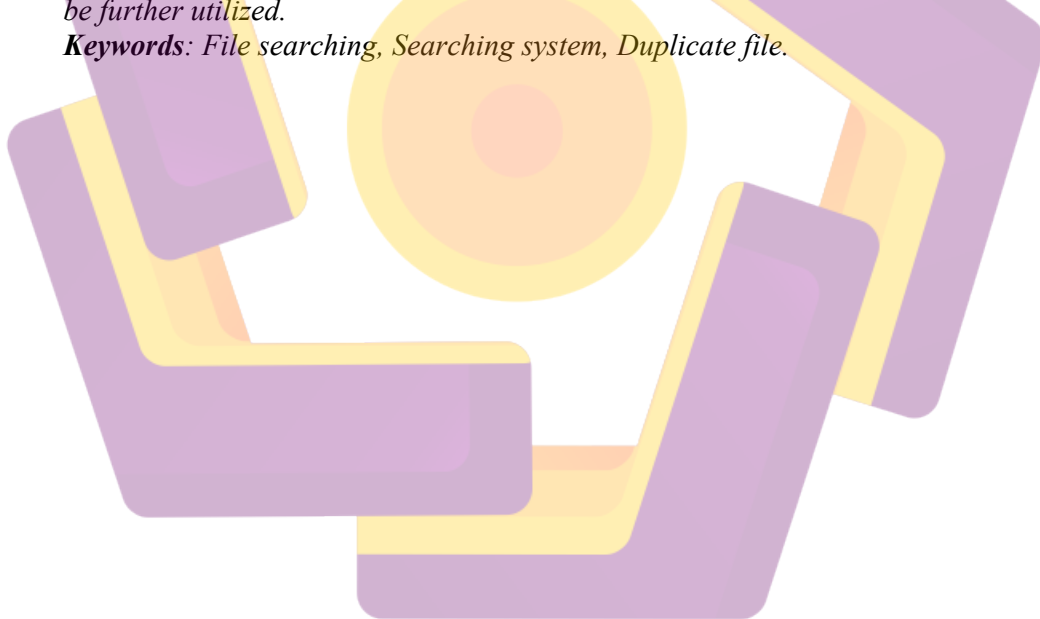 be further utilized.
Keywords: File searching, Searching system, Duplicate file.